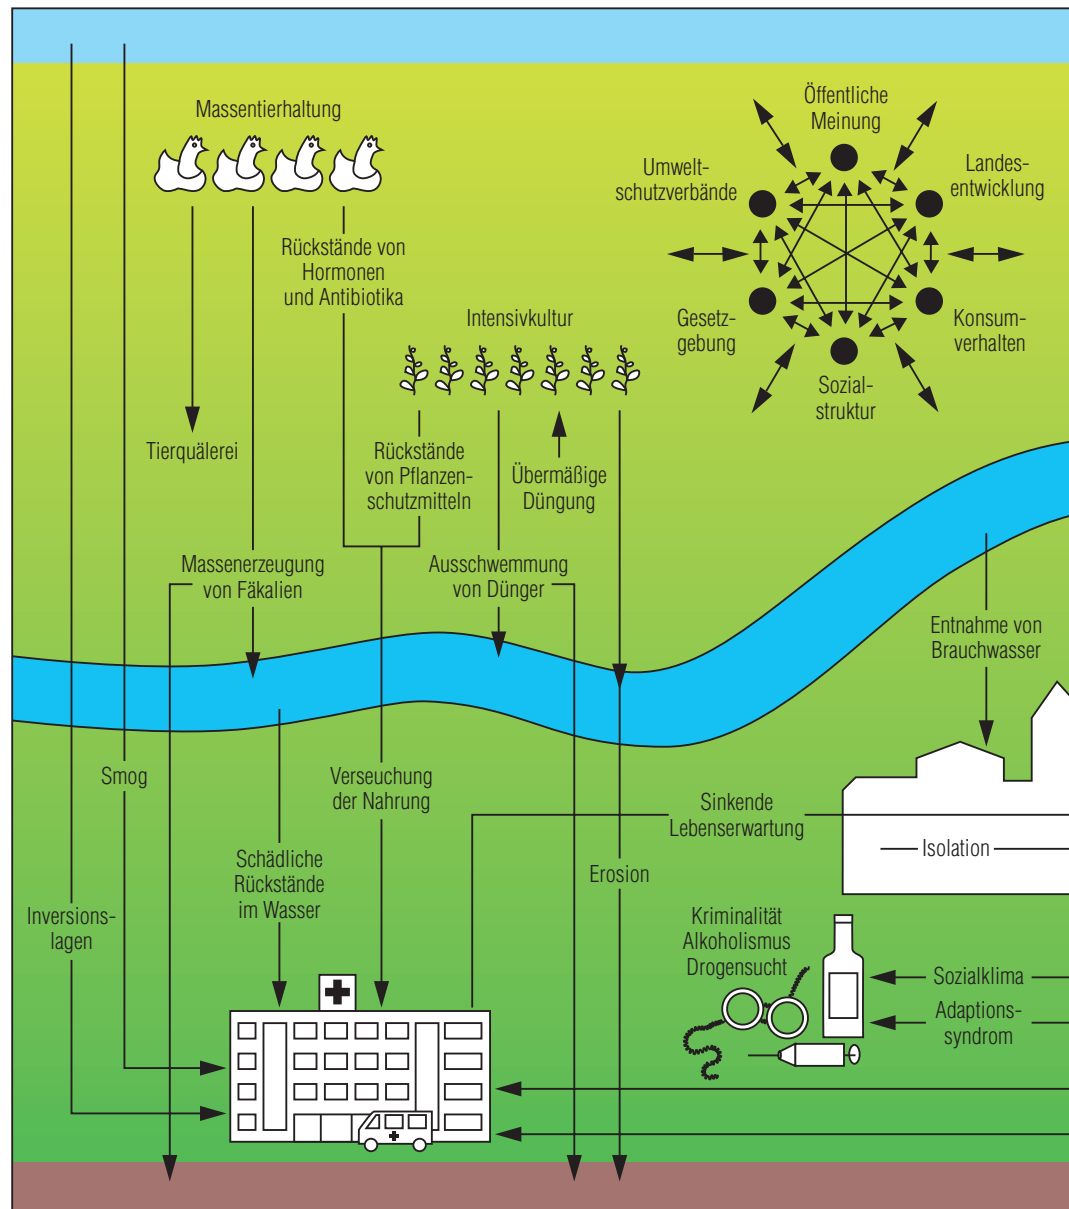 Massentierhaltung
Öffentliche
Meinung
Umwelt-
schutzverbände
Landes-
entwicklung
Rückstände von
Hormonen
und Antibiotika
Intensivkultur
Gesetz-
gebung
Konsum-
verhalten
Sozial-
struktur
Tierquälerei
Rückstände
von Pflanzen-
schutzmitteln
Übermäßige
Düngung
Massenerzeugung
von Fäkalien
Ausschwemmung
von Dünger
Entnahme von
Brauchwasser
Smog
Verseuchung
der Nahrung
Sinkende
Lebenserwartung
Isolation
Schädliche
Rückstände
im Wasser
Erosion
Inversions-
lagen
Kriminalität
Alkoholismus
Drogensucht
Sozialklima
Adaptions-
syndrom